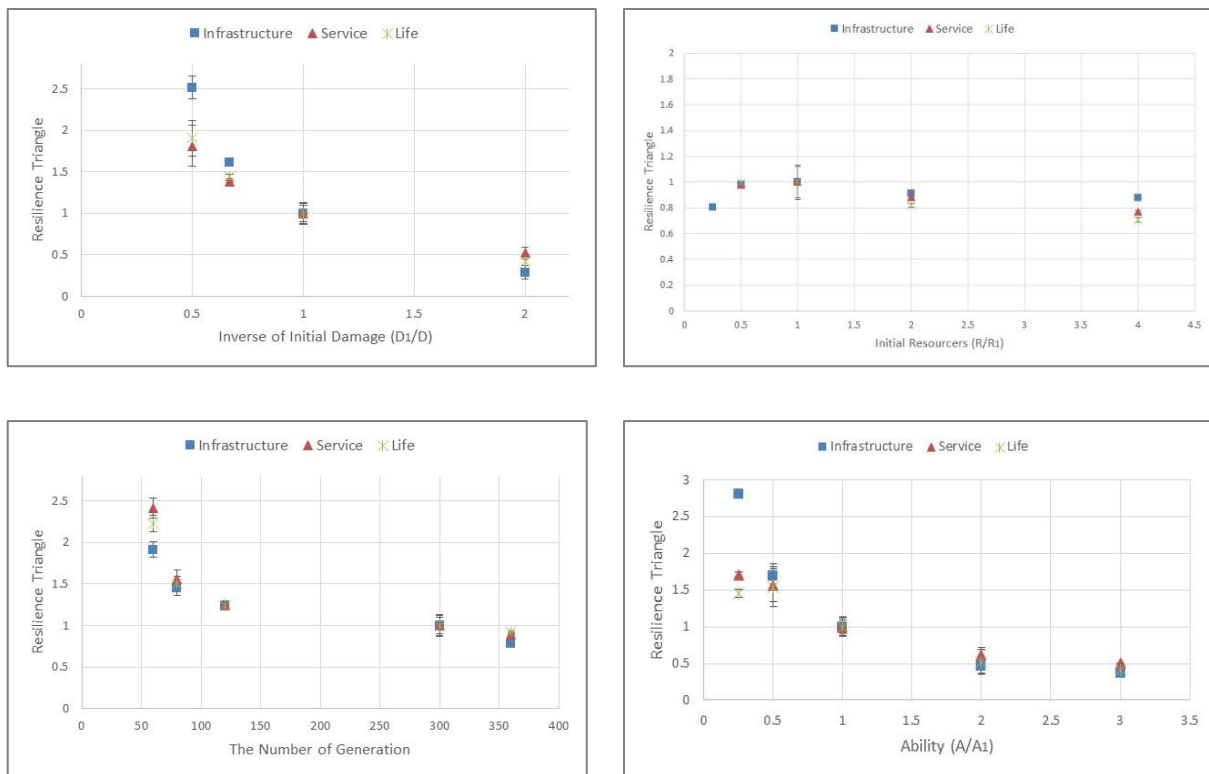 Infrastructure Service Life
2.5
2
1.5
1
0.5
0
0 0.5 1 1.5 2
Resilience Triangle
Inverse of Initial Damage (D1/D)
Infrastructure Service Life
2
1.8
1.6
1.4
1.2
1
0.8
0.6
0.4
0.2
0
0 0.5 1 1.5 2 2.5 3 3.5 4 4.5
Resilience Triangle
Initial Resourcers (R/R1)
Infrastructure Service Life
2.5
2
1.5
1
0.5
0
0 50 100 150 200 250 300 350 400
Resilience Triangle
The Number of Generation
Infrastructure Service Life
3
2.5
2
1.5
1
0.5
0
0 0.5 1 1.5 2 2.5 3 3.5
Resilience Triangle
Ability (A/A1)